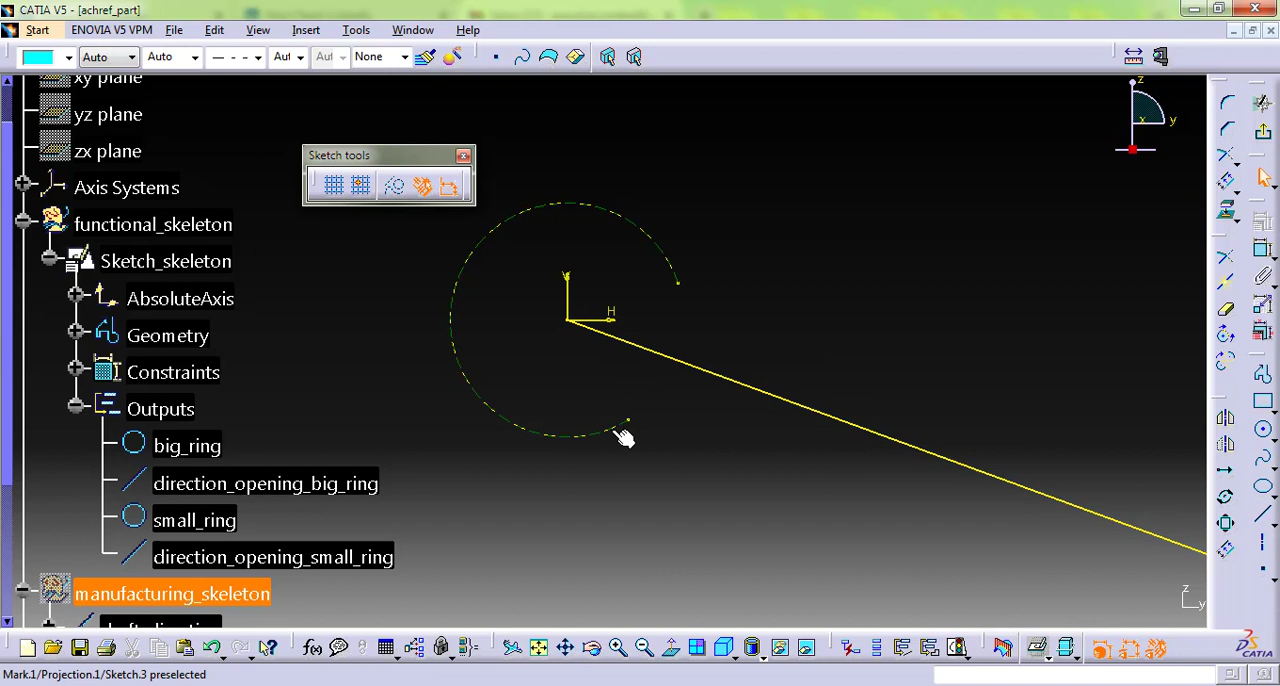 CATIA V5 - [achref_part]
Start
ENOVIA V5 VPM
File
Edit
View
Insert
Tools
Window
Help
Auto
Auto
Aut
Aut
None
xy plane
yz plane
zx plane
Axis Systems
functional_skeleton
Sketch_skeleton
AbsoluteAxis
Geometry
Constraints
Outputs
big_ring
direction_opening_big_ring
small_ring
direction_opening_small_ring
manufacturing_skeleton
Sketch tools
V
H
z
x
y
z
y
f(x)
CATIA
Mark.1/Projection.1/Sketch.3 preselected